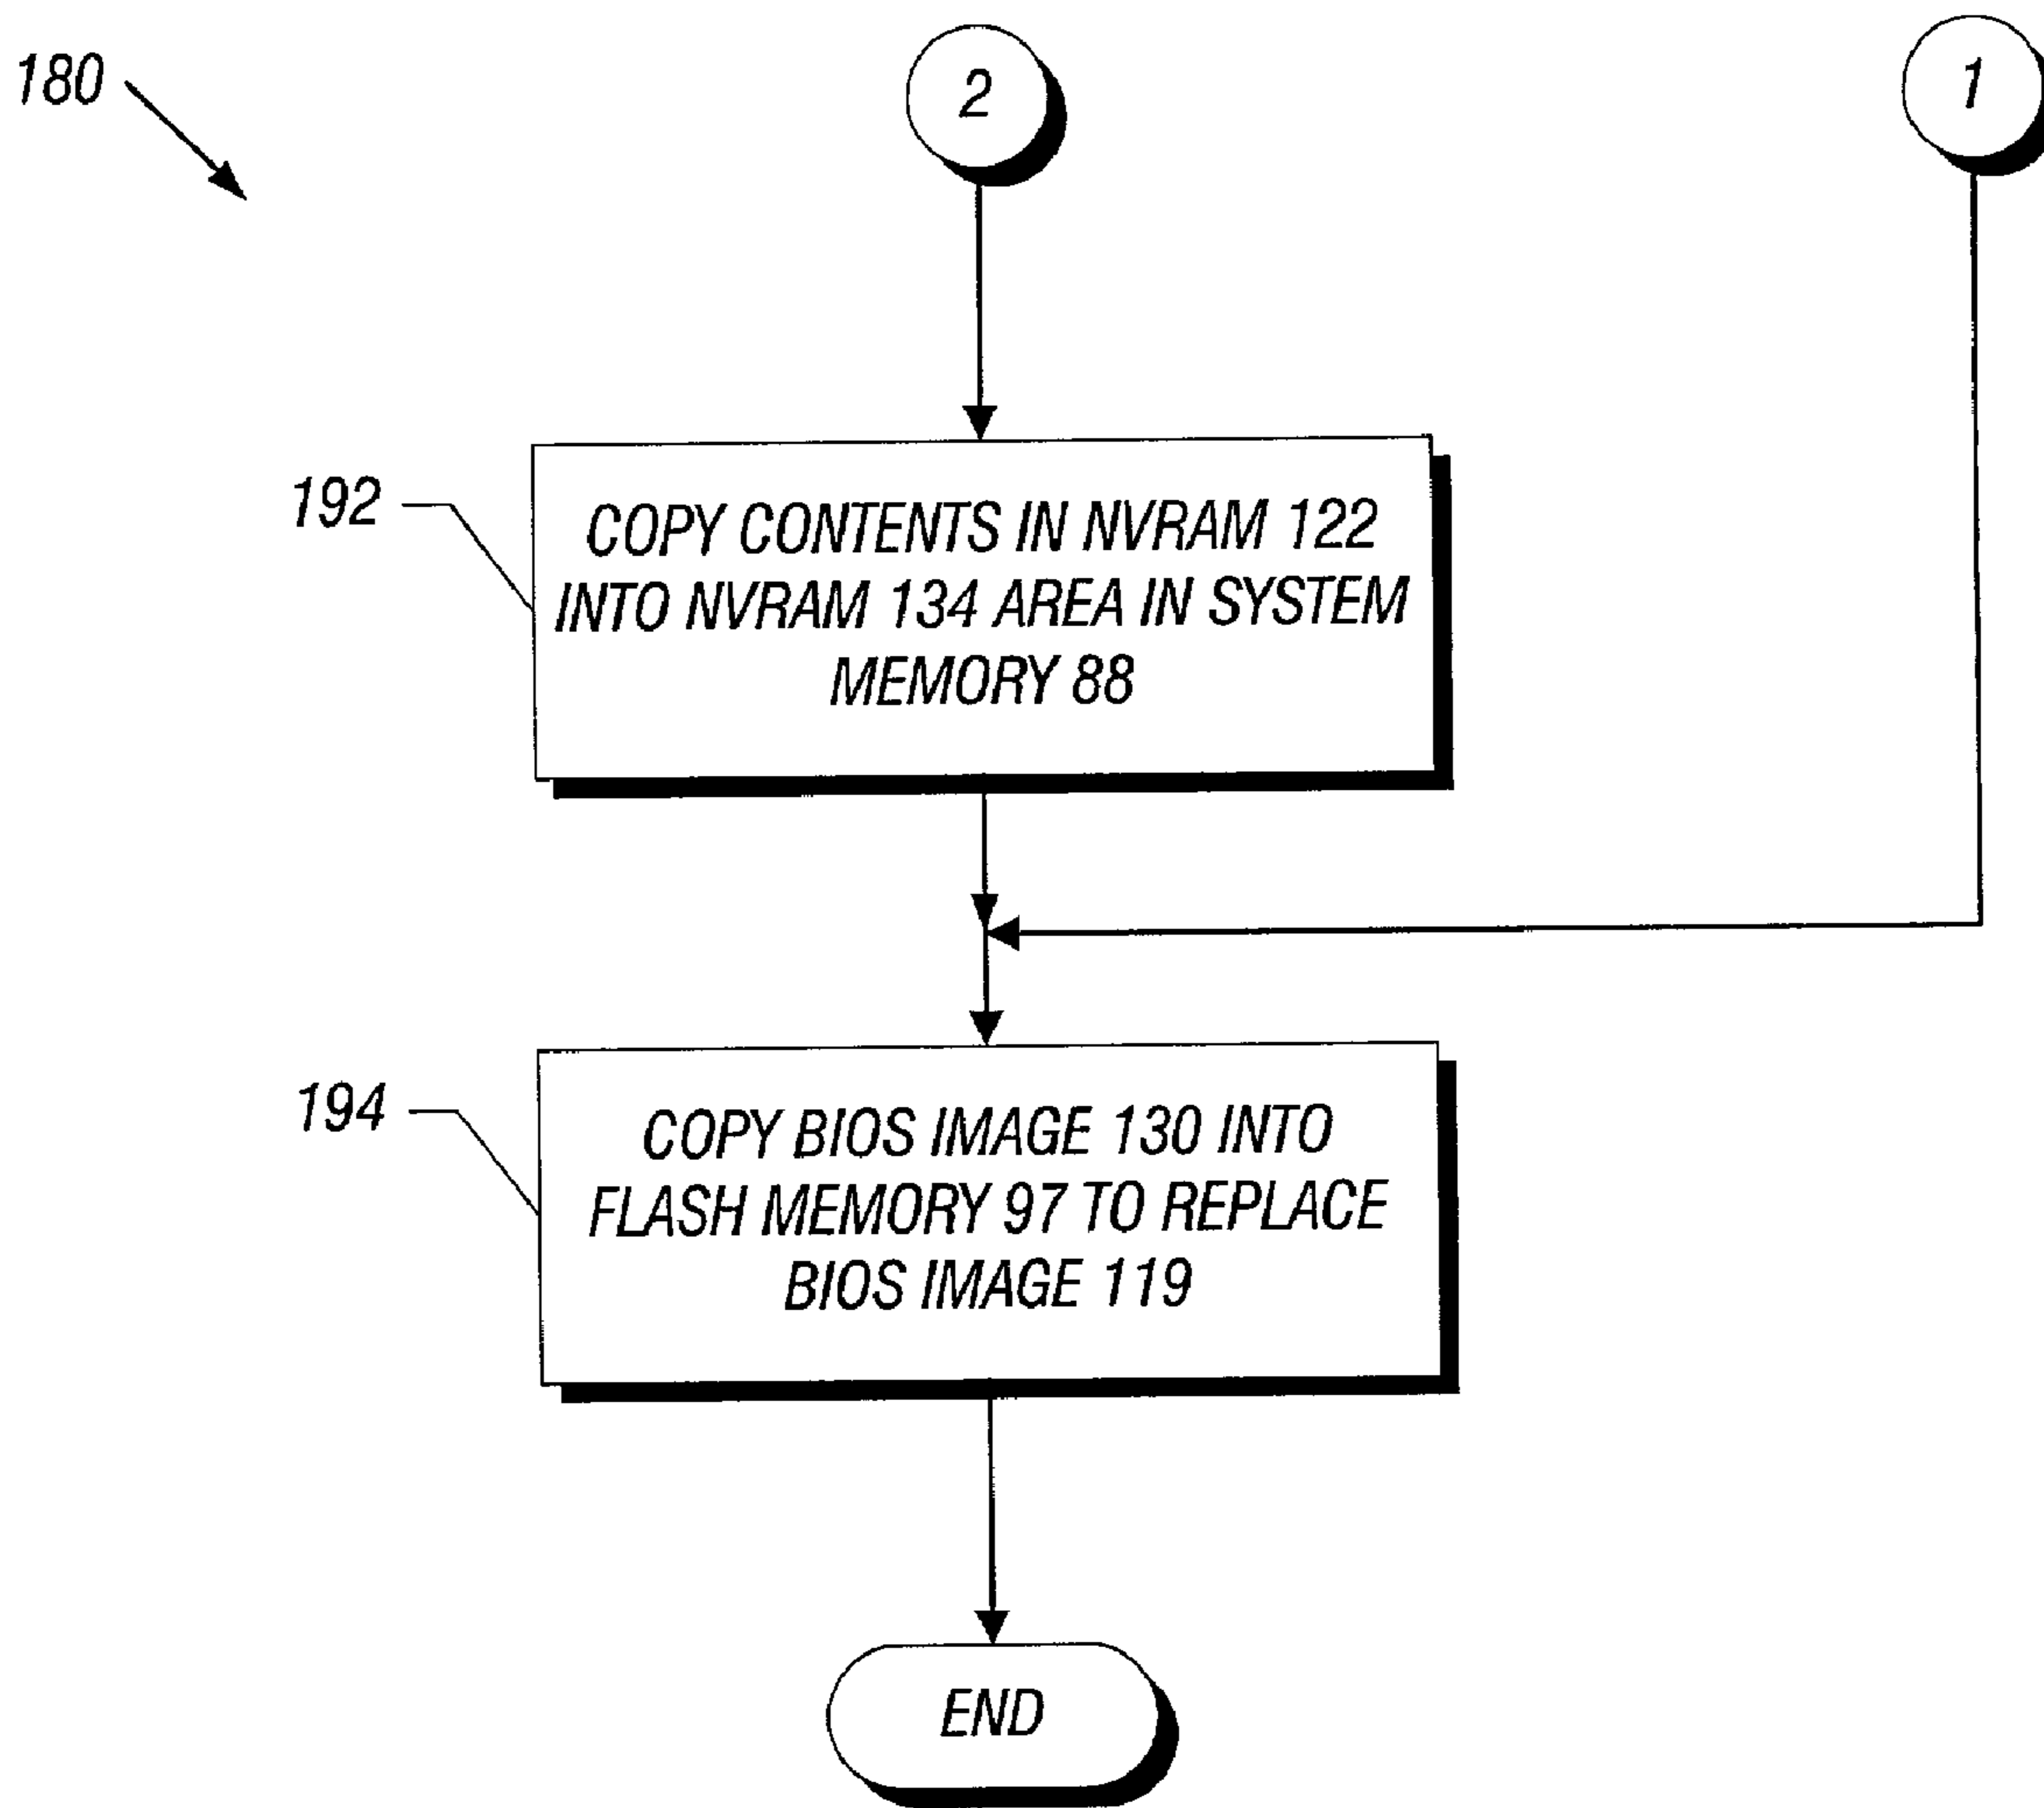 180
2
1
192
COPY CONTENTS IN NVRAM 122
INTO NVRAM 134 AREA IN SYSTEM
MEMORY 88
194
COPY BIOS IMAGE 130 INTO
FLASH MEMORY 97 TO REPLACE
BIOS IMAGE 119
END